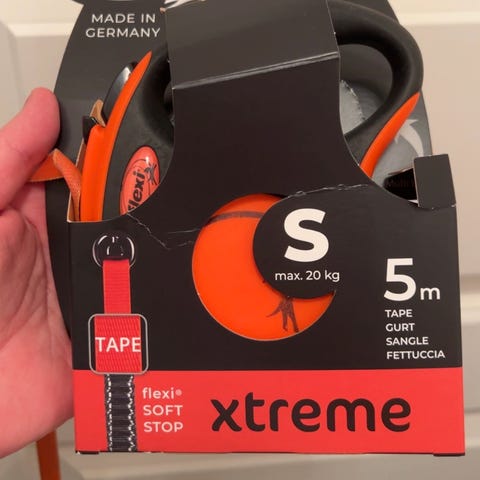 MADE IN
GERMANY
flexi
S
max. 20 kg
5m
TAPE
GURT
SANGLE
FETTUCCIA
TAPE
flexi®
SOFT
STOP
xtreme